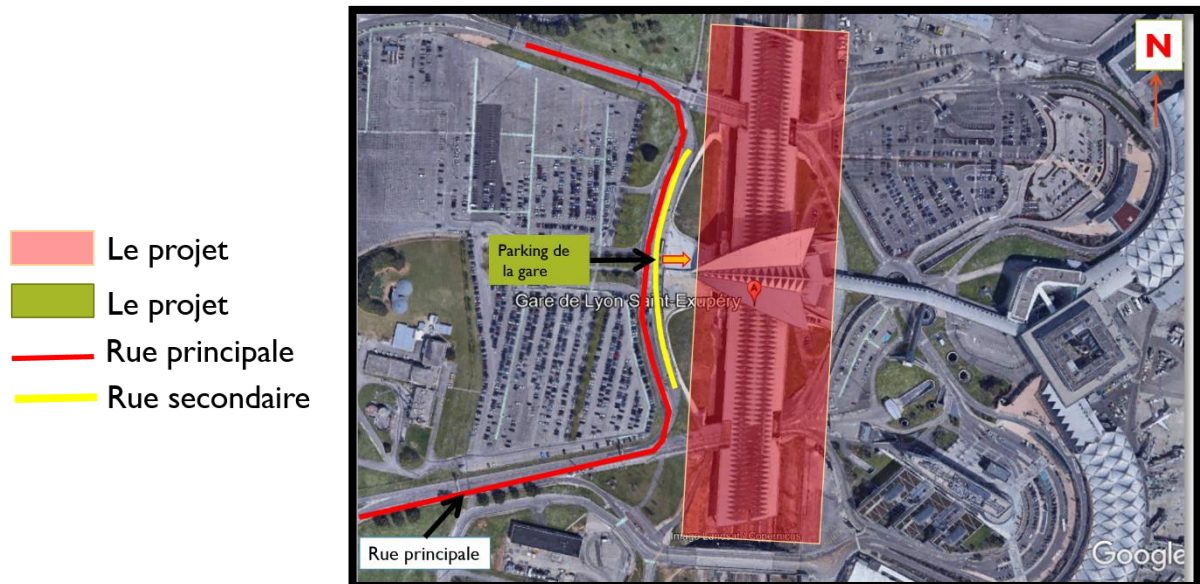 Le projet
Le projet
Rue principale
Rue secondaire
N
Parking de
la gare
Gare de Lyon Saint-Exupéry
A
Rue principale
Google